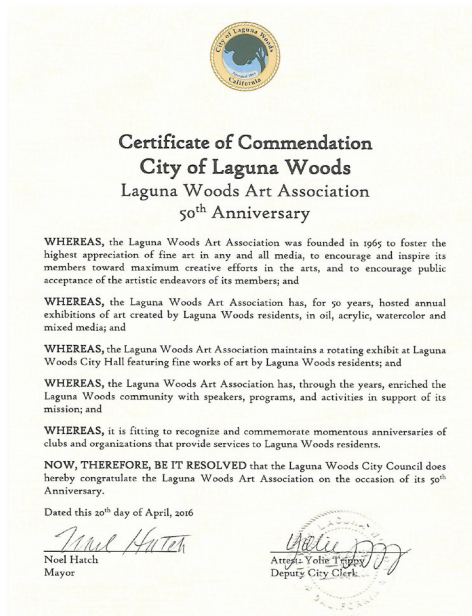 City of Laguna Woods
California
Certificate of Commendation
City of Laguna Woods
Laguna Woods Art Association
50th Anniversary
WHEREAS, the Laguna Woods Art Association was founded in 1965 to foster the
highest appreciation of fine art in any and all media, to encourage and inspire its
members toward maximum creative efforts in the arts, and to encourage public
acceptance of the artistic endeavors of its members; and
WHEREAS, the Laguna Woods Art Association has, for 50 years, hosted annual
exhibitions of art created by Laguna Woods residents, in oil, acrylic, watercolor and
mixed media; and
WHEREAS, the Laguna Woods Art Association maintains a rotating exhibit at Laguna
Woods City Hall featuring fine works of art by Laguna Woods residents; and
WHEREAS, the Laguna Woods Art Association has, through the years, enriched the
Laguna Woods community with speakers, programs, and activities in support of its
mission; and
WHEREAS, it is fitting to recognize and commemorate momentous anniversaries of
clubs and organizations that provide services to Laguna Woods residents.
NOW, THEREFORE, BE IT RESOLVED that the Laguna Woods City Council does
hereby congratulate the Laguna Woods Art Association on the occasion of its 50th
Anniversary.
Dated this 20th day of April, 2016
Noel Hatch
Noel Hatch
Mayor
Yolie
Attest: Yolie Trippy
Deputy City Clerk